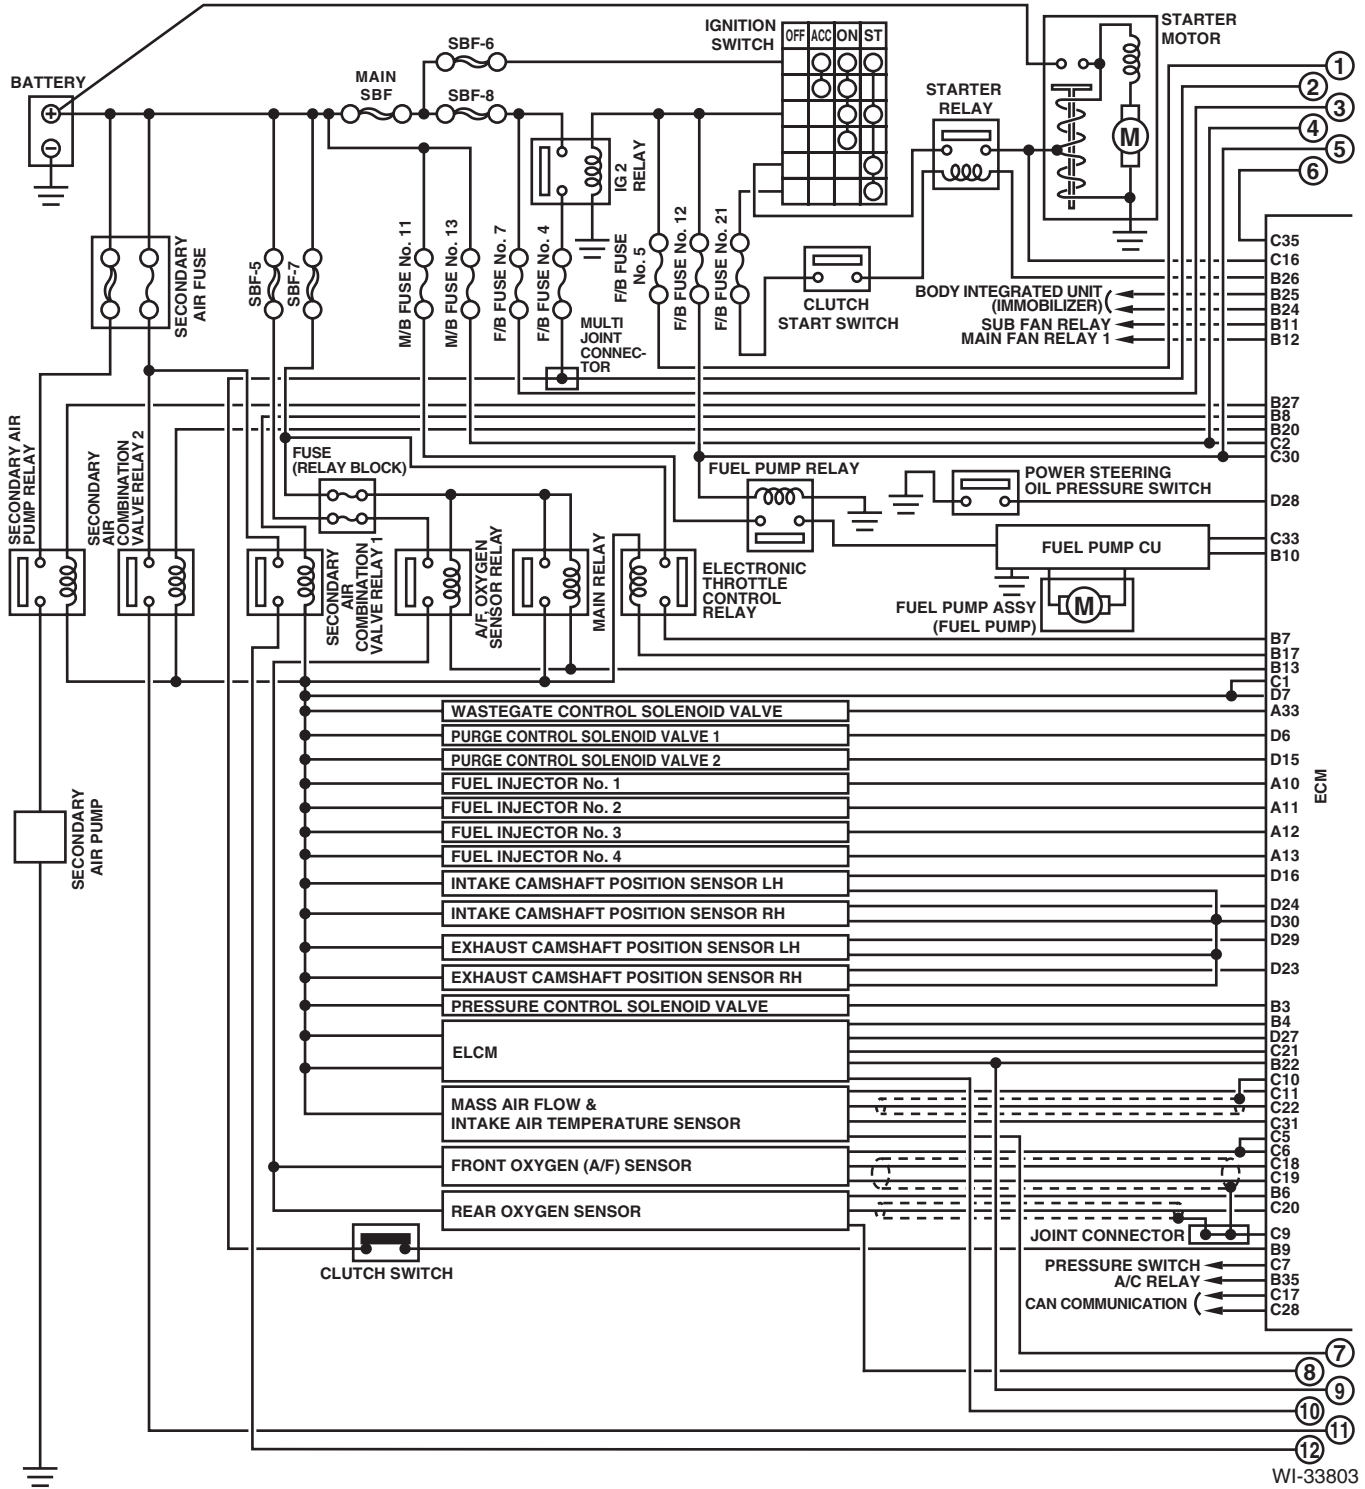 BATTERY
MAIN
SBF
SBF-6
SBF-8
IGNITION
SWITCH
OFF ACC ON ST
STARTER
MOTOR
M
STARTER
RELAY
IG 2
RELAY
1
2
3
4
5
6
SECONDARY
AIR FUSE
SBF-5
SBF-7
M/B FUSE No. 11
M/B FUSE No. 13
F/B FUSE No. 7
F/B FUSE No. 4
F/B FUSE
No. 5
F/B FUSE No. 12
F/B FUSE No. 21
MULTI
JOINT
CONNEC-
TOR
CLUTCH
START SWITCH
BODY INTEGRATED UNIT
(IMMOBILIZER)
SUB FAN RELAY
MAIN FAN RELAY 1
C35
C16
B26
B25
B24
B11
B12
B27
B8
B20
C2
C30
SECONDARY AIR
PUMP RELAY
SECONDARY
AIR
COMBINATION
VALVE RELAY 2
FUSE
(RELAY BLOCK)
FUEL PUMP RELAY
POWER STEERING
OIL PRESSURE SWITCH
D28
FUEL PUMP CU
C33
B10
M
FUEL PUMP ASSY
(FUEL PUMP)
SECONDARY
AIR
COMBINATION
VALVE RELAY 1
A/F, OXYGEN
SENSOR RELAY
MAIN RELAY
ELECTRONIC
THROTTLE
CONTROL
RELAY
B7
B17
B13
C1
D7
WASTEGATE CONTROL SOLENOID VALVE
A33
PURGE CONTROL SOLENOID VALVE 1
D6
PURGE CONTROL SOLENOID VALVE 2
D15
FUEL INJECTOR No. 1
A10
FUEL INJECTOR No. 2
A11
FUEL INJECTOR No. 3
A12
FUEL INJECTOR No. 4
A13
ECM
SECONDARY
AIR PUMP
INTAKE CAMSHAFT POSITION SENSOR LH
D16
INTAKE CAMSHAFT POSITION SENSOR RH
D24
D30
EXHAUST CAMSHAFT POSITION SENSOR LH
D29
EXHAUST CAMSHAFT POSITION SENSOR RH
D23
PRESSURE CONTROL SOLENOID VALVE
B3
ELCM
B4
D27
C21
B22
C10
MASS AIR FLOW &
INTAKE AIR TEMPERATURE SENSOR
C11
C22
C31
C5
FRONT OXYGEN (A/F) SENSOR
C6
C18
C19
REAR OXYGEN SENSOR
B6
C20
JOINT CONNECTOR
C9
B9
CLUTCH SWITCH
PRESSURE SWITCH
C7
A/C RELAY
B35
CAN COMMUNICATION
C17
C28
7
8
9
10
11
12
WI-33803